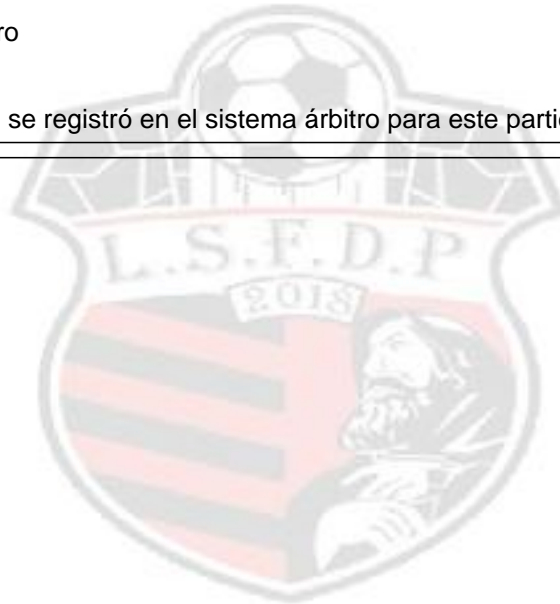 ro
se registró en el sistema árbitro para este parti
L.S.F.D.P
2018